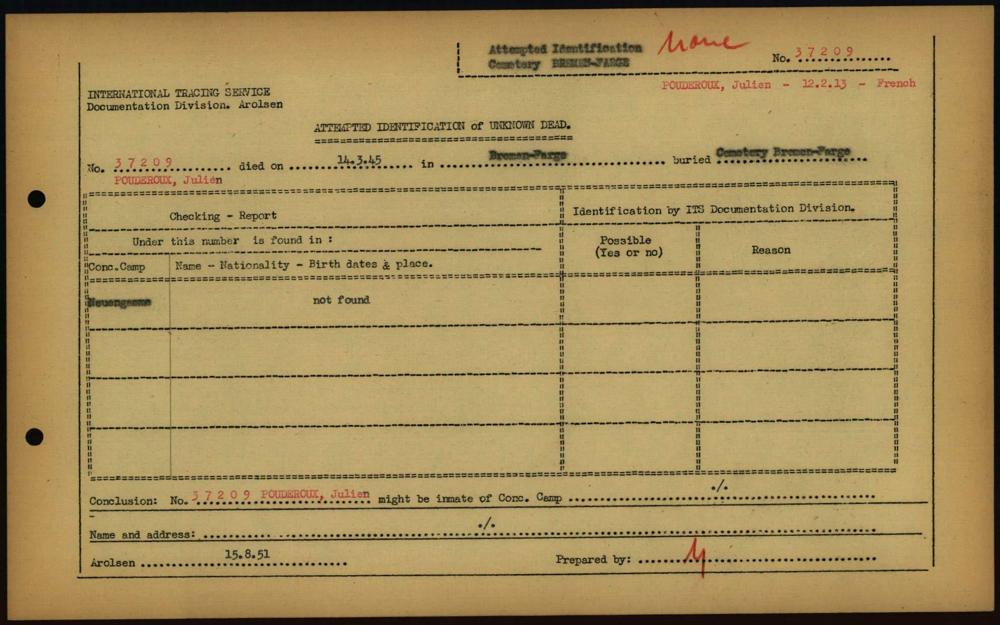 Attempted Identification
Cemetery BREMEN-FARGE
None
No. 37209
POUDEROUX, Julien - 12.2.13 - French
INTERNATIONAL TRACING SERVICE
Documentation Division. Arolsen
ATTEMPTED IDENTIFICATION of UNKNOWN DEAD.
No. 37209 died on 14.3.45 in Bremen-Farge buried Cemetery Bremen-Farge
POUDEROUX, Julien
Checking - Report
Identification by ITS Documentation Division.
Under this number is found in :
Possible
(Yes or no)
Reason
Conc.Camp
Name - Nationality - Birth dates & place.
Neuengamme
not found
Conclusion: No. 37209 POUDEROUX, Julien might be inmate of Conc. Camp ./.
Name and address: ./.
Arolsen 15.8.51
Prepared by: